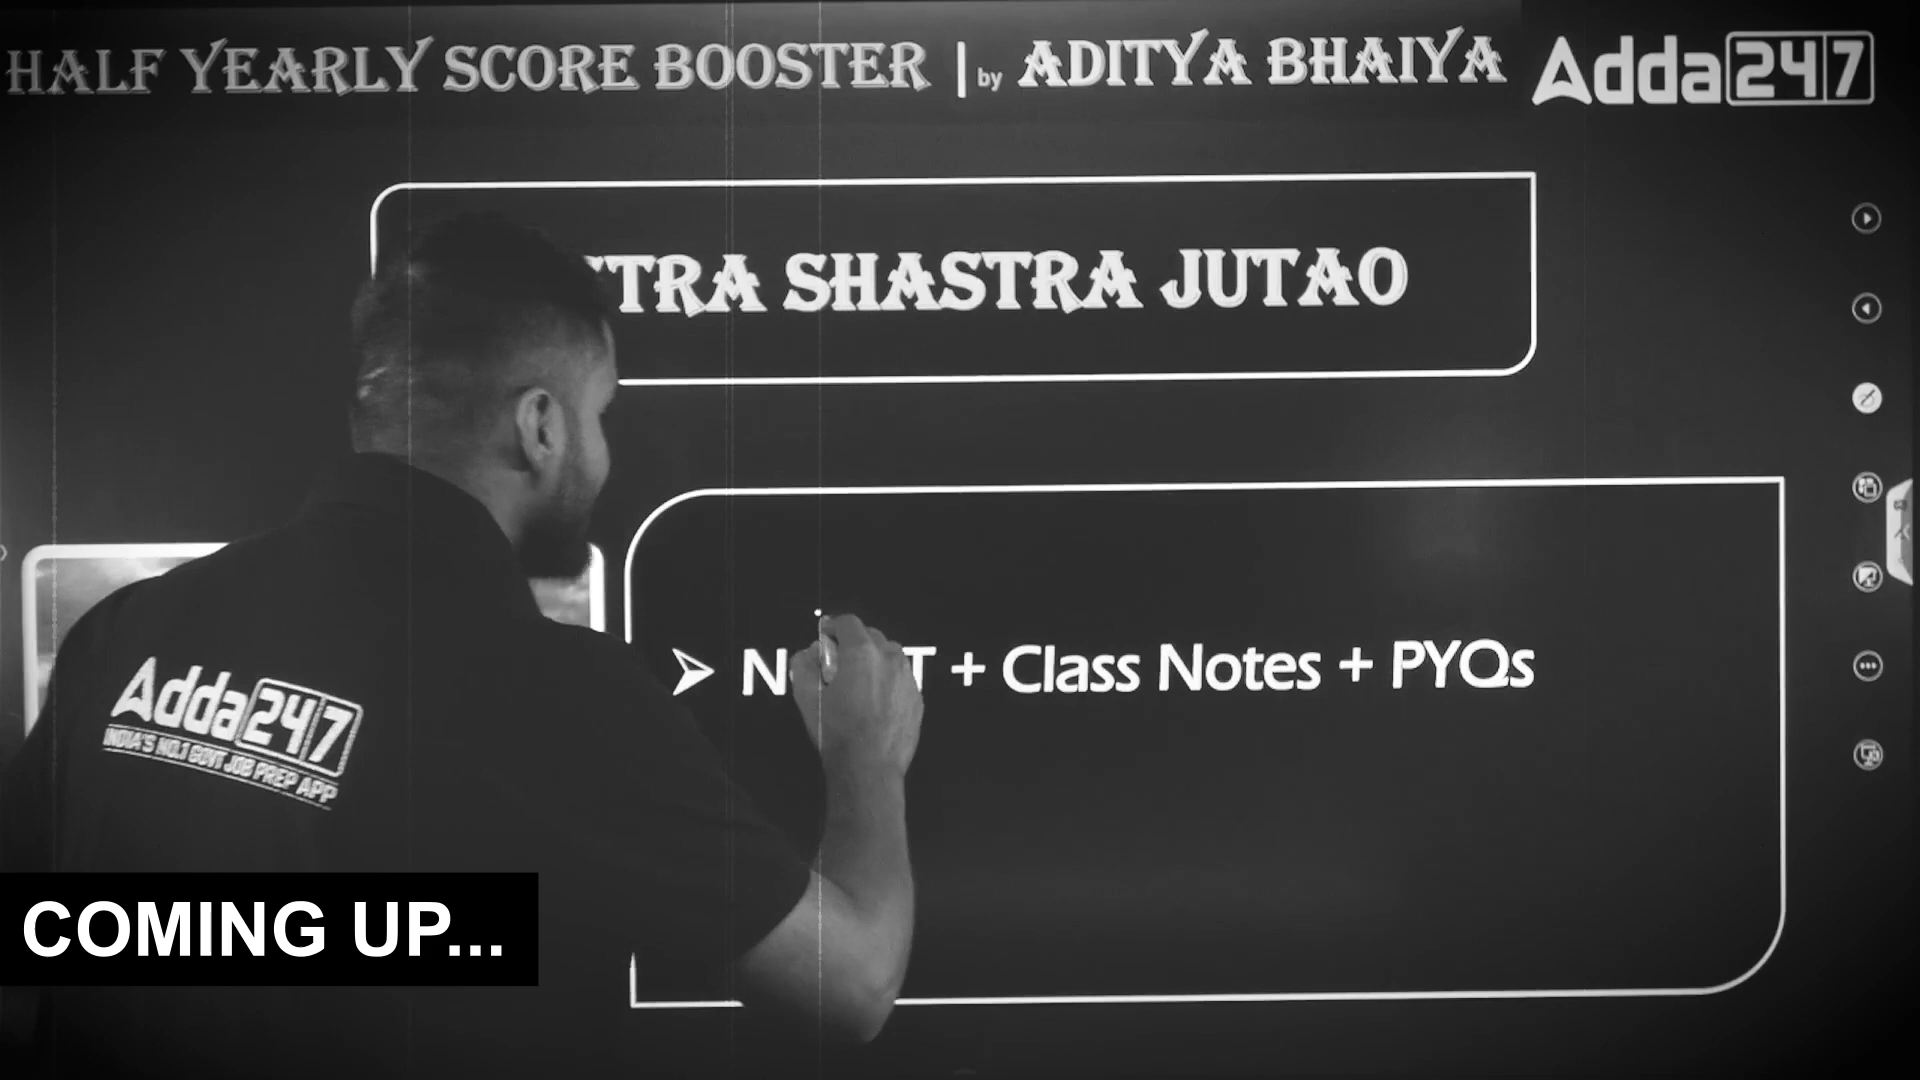 HALF YEARLY SCORE BOOSTER | by ADITYA BHAIYA Adda247
SHASTRA JUTAO
+ Class Notes + PYQs
Adda247
INDIA'S NO.1 GOVT JOB PREP APP
COMING UP...